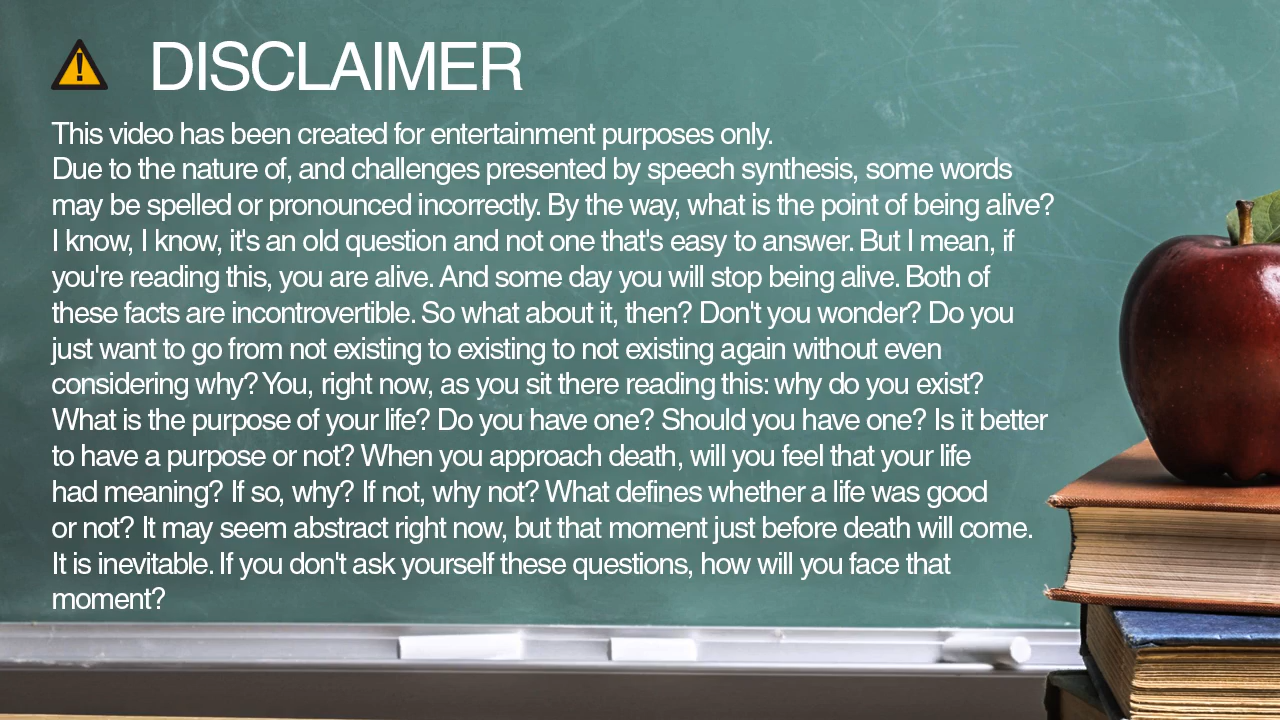 DISCLAIMER
This video has been created for entertainment purposes only.
Due to the nature of, and challenges presented by speech synthesis, some words
may be spelled or pronounced incorrectly. By the way, what is the point of being alive?
I know, I know, it's an old question and not one that's easy to answer. But I mean, if
you're reading this, you are alive. And some day you will stop being alive. Both of
these facts are incontrovertible. So what about it, then? Don't you wonder? Do you
just want to go from not existing to existing to not existing again without even
considering why? You, right now, as you sit there reading this: why do you exist?
What is the purpose of your life? Do you have one? Should you have one? Is it better
to have a purpose or not? When you approach death, will you feel that your life
had meaning? If so, why? If not, why not? What defines whether a life was good
or not? It may seem abstract right now, but that moment just before death will come.
It is inevitable. If you don't ask yourself these questions, how will you face that
moment?